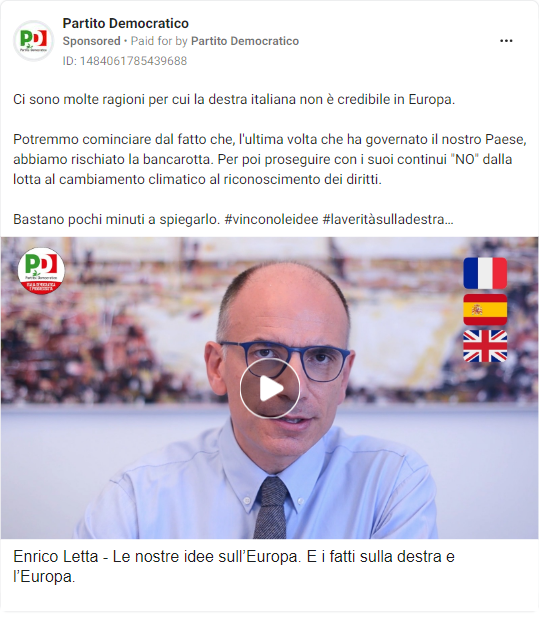 Partito Democratico
Sponsored • Paid for by Partito Democratico
ID: 1484061785439688
Ci sono molte ragioni per cui la destra italiana non è credibile in Europa.
Potremmo cominciare dal fatto che, l'ultima volta che ha governato il nostro Paese,
abbiamo rischiato la bancarotta. Per poi proseguire con i suoi continui "NO" dalla
lotta al cambiamento climatico al riconoscimento dei diritti.
Bastano pochi minuti a spiegarlo. #vinconoleidee #laveritàsulladestra...
PD
Partito Democratico
ITALIA DEMOCRATICA
E PROGRESSISTA
Enrico Letta - Le nostre idee sull'Europa. E i fatti sulla destra e
l'Europa.